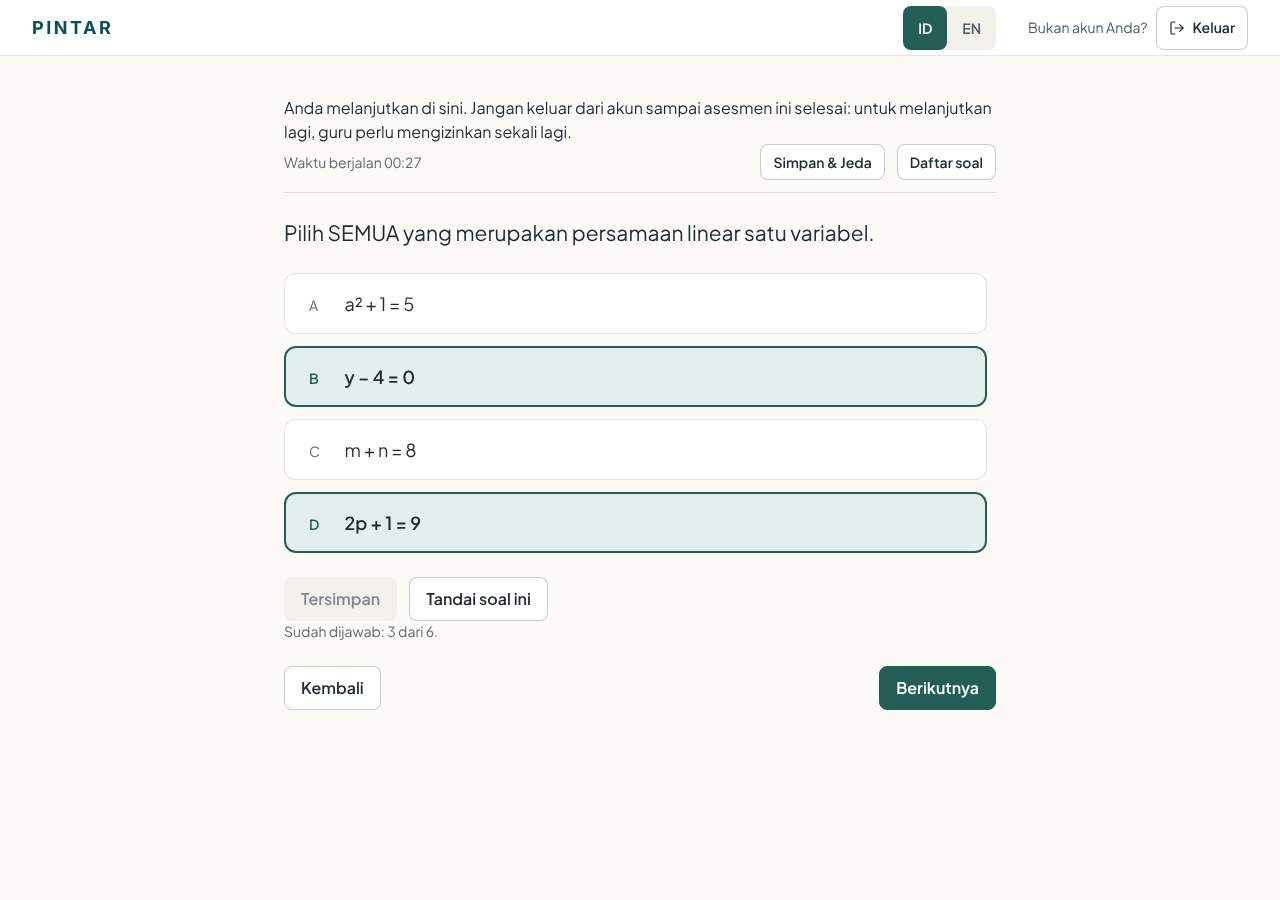 PINTAR
ID
EN
Bukan akun Anda?
Keluar
Anda melanjutkan di sini. Jangan keluar dari akun sampai asesmen ini selesai: untuk melanjutkan
lagi, guru perlu mengizinkan sekali lagi.
Waktu berjalan 00:27
Simpan & Jeda
Daftar soal
Pilih SEMUA yang merupakan persamaan linear satu variabel.
A a² + 1 = 5
B y − 4 = 0
C m + n = 8
D 2p + 1 = 9
Tersimpan
Tandai soal ini
Sudah dijawab: 3 dari 6.
Kembali
Berikutnya